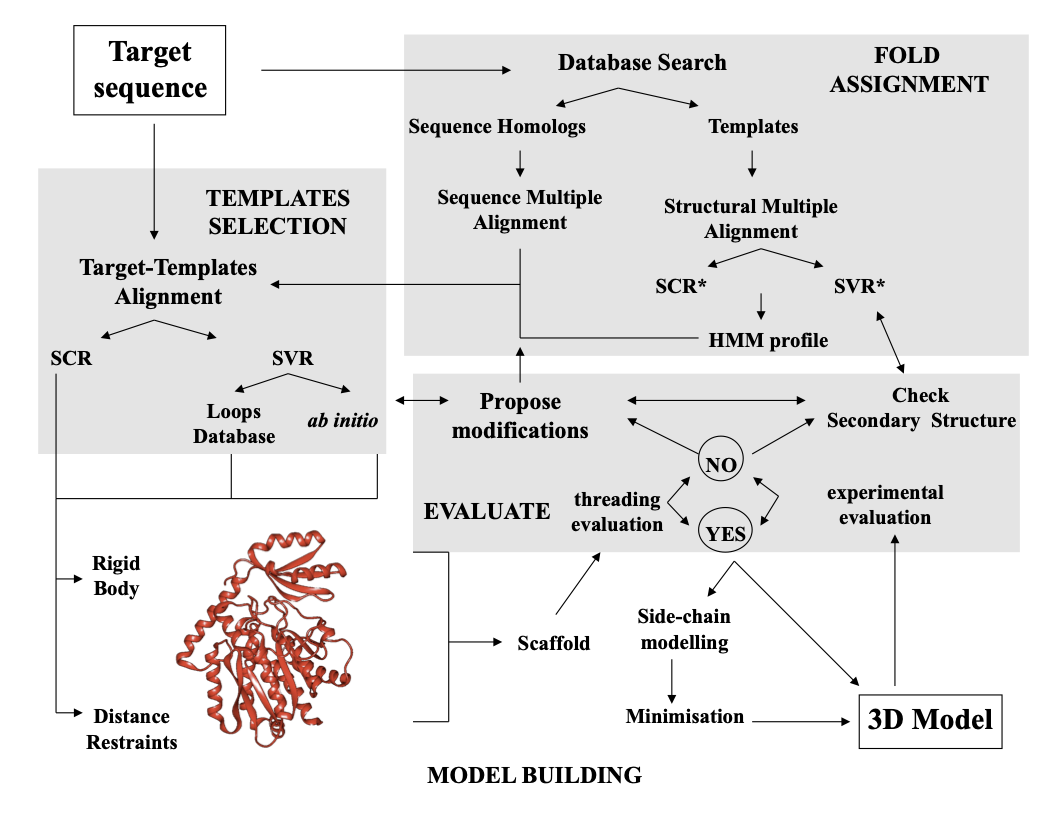 Target
sequence
Database Search
FOLD
ASSIGNMENT
Sequence Homologs
Templates
Sequence Multiple
Alignment
Structural Multiple
Alignment
SCR*
SVR*
HMM profile
TEMPLATES
SELECTION
Target-Templates
Alignment
SCR
SVR
Loops
Database
ab initio
Propose
modifications
Check
Secondary Structure
NO
threading
evaluation
YES
experimental
evaluation
EVALUATE
Rigid
Body
Distance
Restraints
Scaffold
Side-chain
modelling
Minimisation
3D Model
MODEL BUILDING